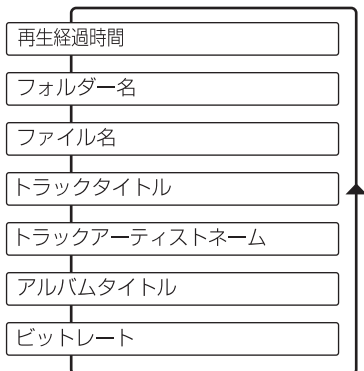 再生経過時間
フォルダー名
ファイル名
トラックタイトル
トラックアーティストネーム
アルバムタイトル
ビットレート